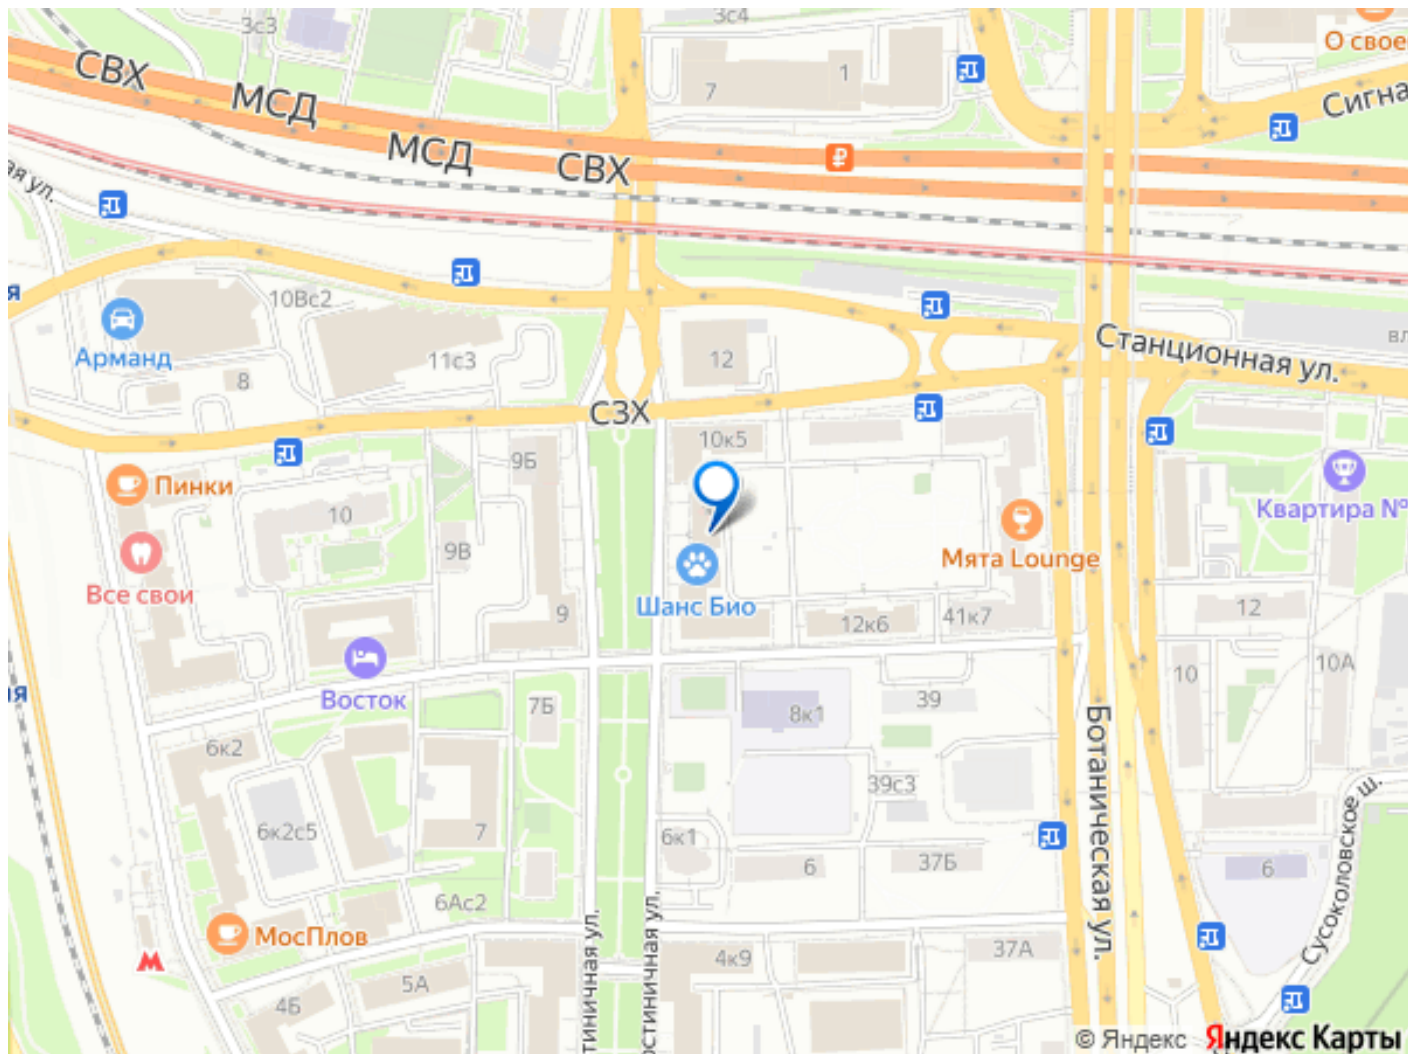 3с3
3с4
О свое
СВХ
МСД
7
1
Сигна
МСД
СВХ
ая ул.
я
10Вс2
Арманд
11с3
8
12
Станционная ул.
вл
СЗХ
10к5
9Б
Пинки
10
9В
Все свои
Мята Lounge
Квартира №
Шанс Био
9
12к6
41к7
12
10А
10
Восток
ая
7Б
8к1
39
6к2
Ботаническая ул.
39с3
6к2с5
7
6к1
6
37Б
6
Сусоколовское ш.
6Ас2
МосПлов
4к9
37А
5А
4Б
тиничная ул.
остиничная ул.
© Яндекс
Яндекс Карты